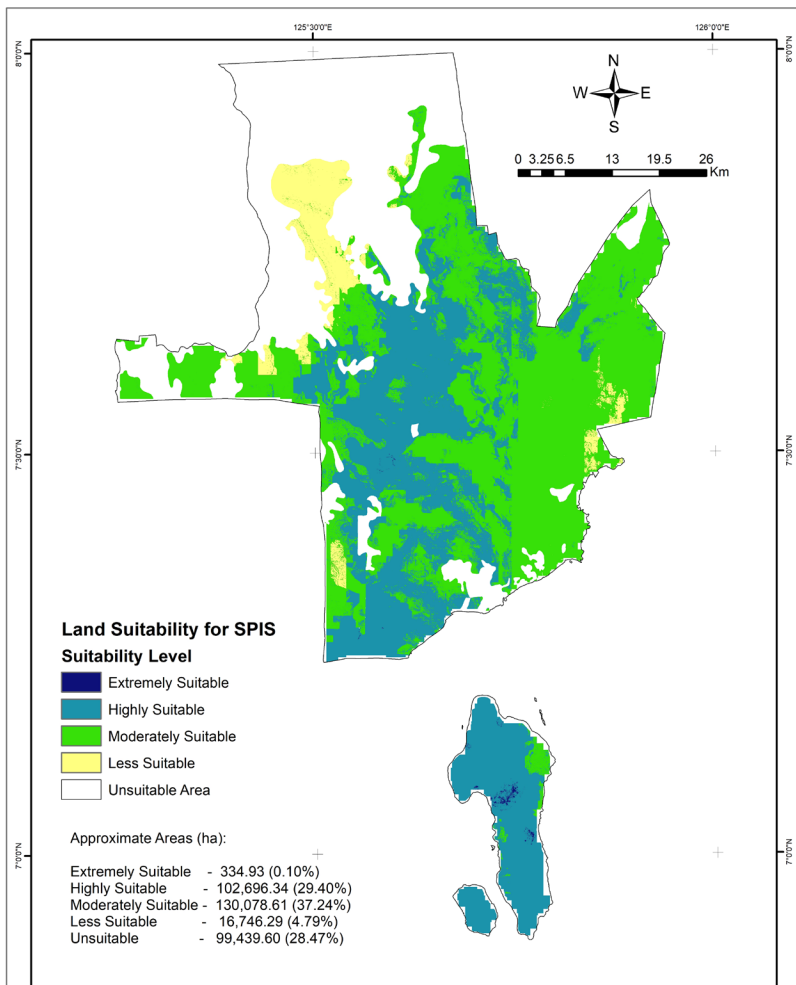 125°30'0"E 126°0'0"E
8°0'0"N 8°0'0"N
N
W E
S
0 3.25 6.5 13 19.5 26
Km
7°30'0"N 7°30'0"N
Land Suitability for SPIS
Suitability Level
Extremely Suitable
Highly Suitable
Moderately Suitable
Less Suitable
Unsuitable Area
Approximate Areas (ha):
7°0'0"N 7°0'0"N
Extremely Suitable - 334.93 (0.10%)
Highly Suitable - 102,696.34 (29.40%)
Moderately Suitable - 130,078.61 (37.24%)
Less Suitable - 16,746.29 (4.79%)
Unsuitable - 99,439.60 (28.47%)